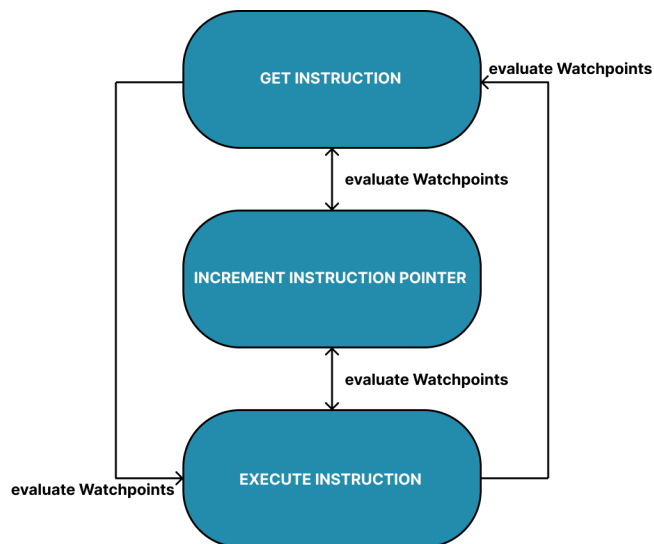 GET INSTRUCTION
evaluate Watchpoints
evaluate Watchpoints
INCREMENT INSTRUCTION POINTER
evaluate Watchpoints
EXECUTE INSTRUCTION
evaluate Watchpoints